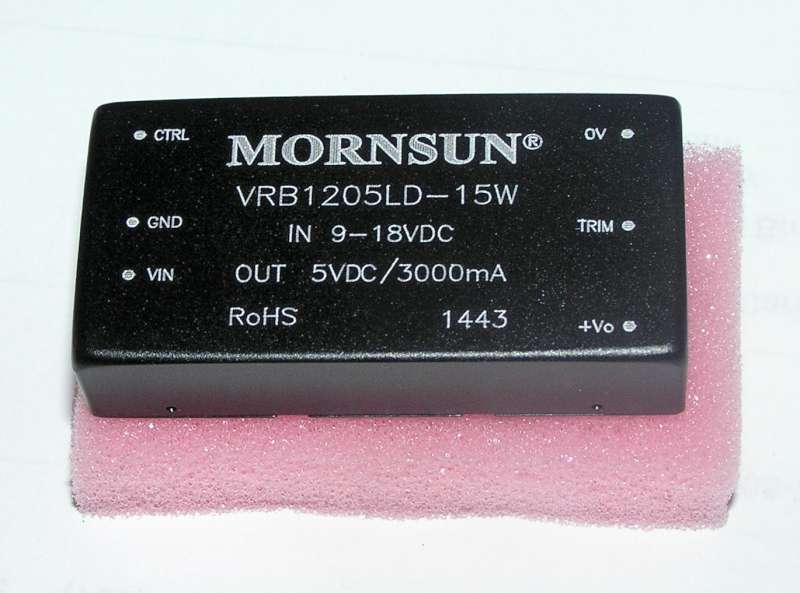 CTRL MORNSUN® 0V
VRB1205LD-15W
GND IN 9-18VDC TRIM
VIN OUT 5VDC/3000mA
RoHS 1443 +Vo